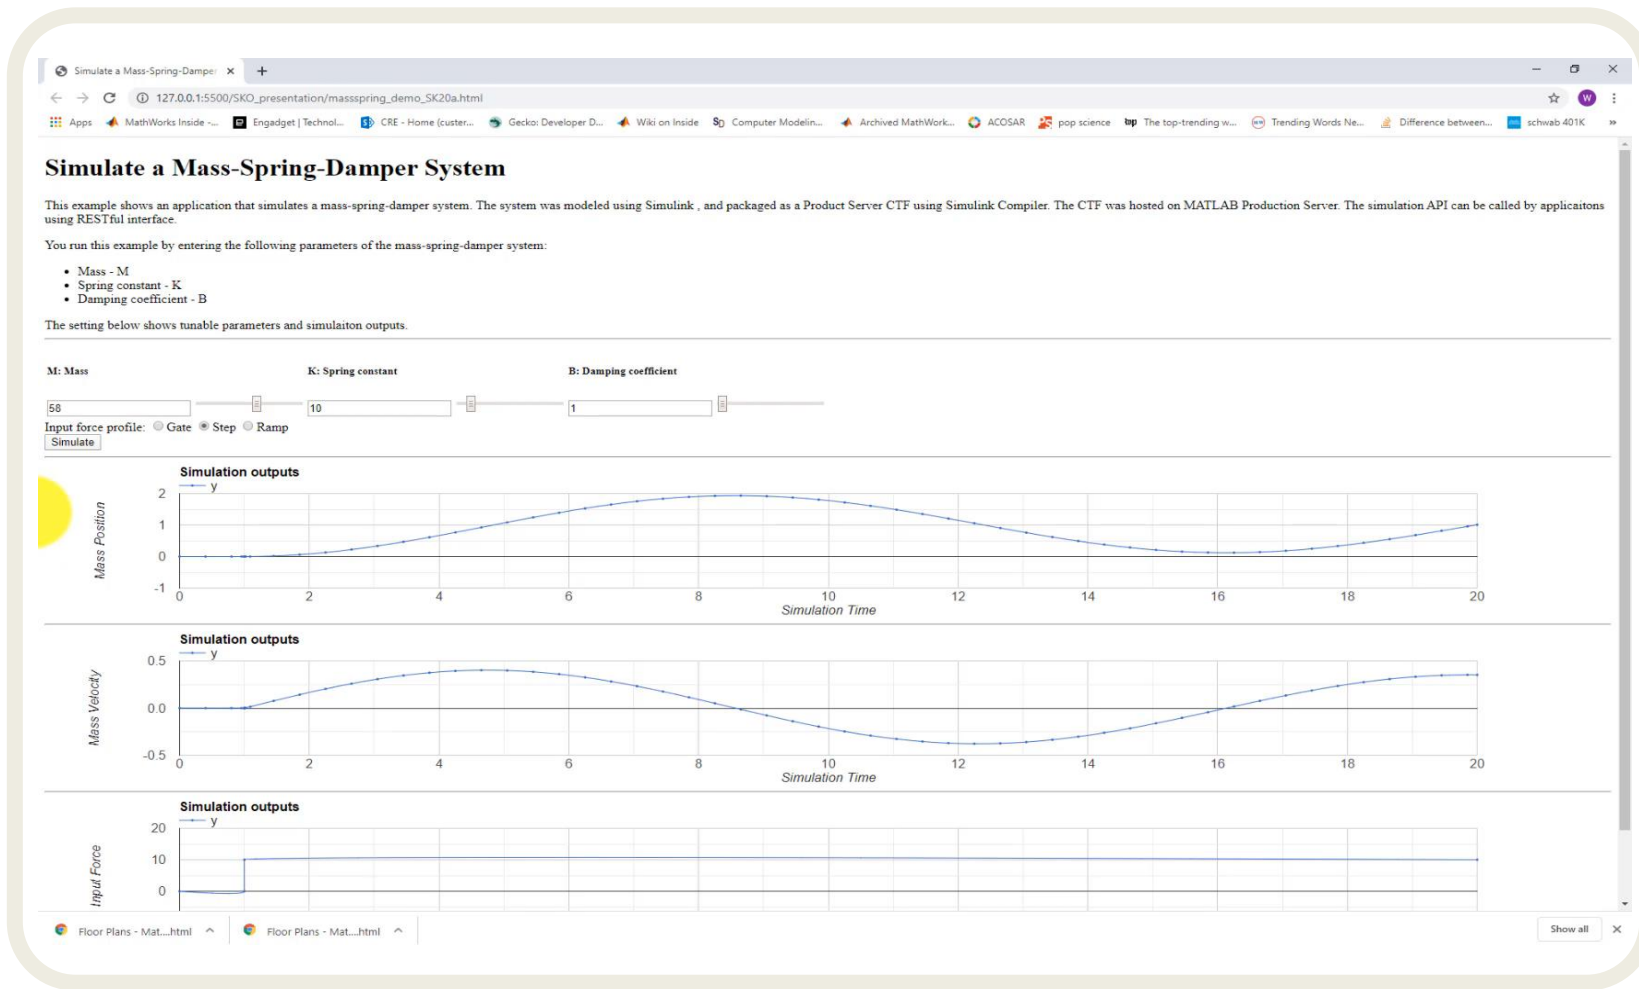 Simulate a Mass-Spring-Damper
127.0.0.1:5500/SKO_presentation/massspring_demo_SK20a.html
W
Apps MathWorks Inside -... Engadget | Technol... CRE - Home (custer... Gecko: Developer D... Wiki on Inside SD Computer Modelin... Archived MathWork... ACOSAR pop science top The top-trending w... Trending Words Ne... Difference between... schwab 401K »
Simulate a Mass-Spring-Damper System
This example shows an application that simulates a mass-spring-damper system. The system was modeled using Simulink , and packaged as a Product Server CTF using Simulink Compiler. The CTF was hosted on MATLAB Production Server. The simulation API can be called by applicaitons
using RESTful interface.
You run this example by entering the following parameters of the mass-spring-damper system:
• Mass - M
• Spring constant - K
• Damping coefficient - B
The setting below shows tunable parameters and simulaiton outputs.
M: Mass K: Spring constant B: Damping coefficient
58 10 1
Input force profile: Gate Step Ramp
Simulate
Simulation outputs
y
Mass Position
2
1
0
-1
0 2 4 6 8 10 12 14 16 18 20
Simulation Time
Simulation outputs
y
Mass Velocity
0.5
0.0
-0.5
0 2 4 6 8 10 12 14 16 18 20
Simulation Time
Simulation outputs
y
Input Force
20
10
0
Floor Plans - Mat....html Floor Plans - Mat....html Show all